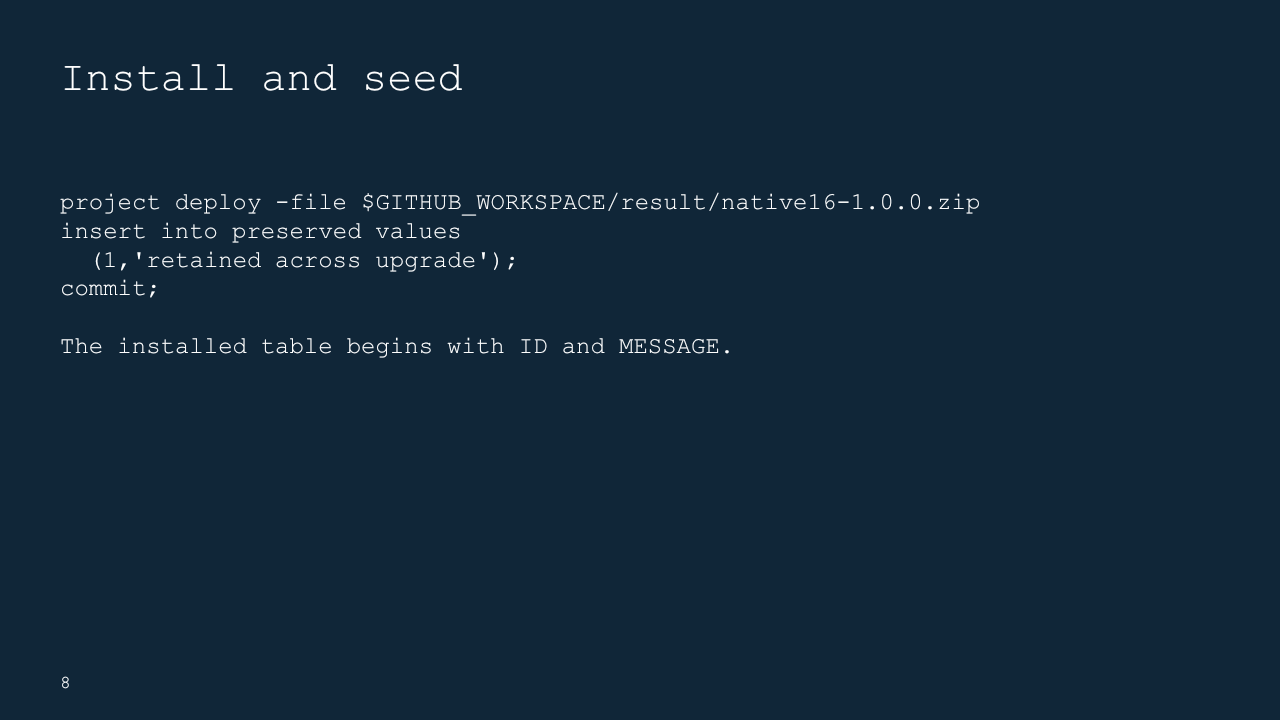 Install and seed
project deploy -file $GITHUB_WORKSPACE/result/native16-1.0.0.zip
insert into preserved values
  (1,'retained across upgrade');
commit;
The installed table begins with ID and MESSAGE.
8